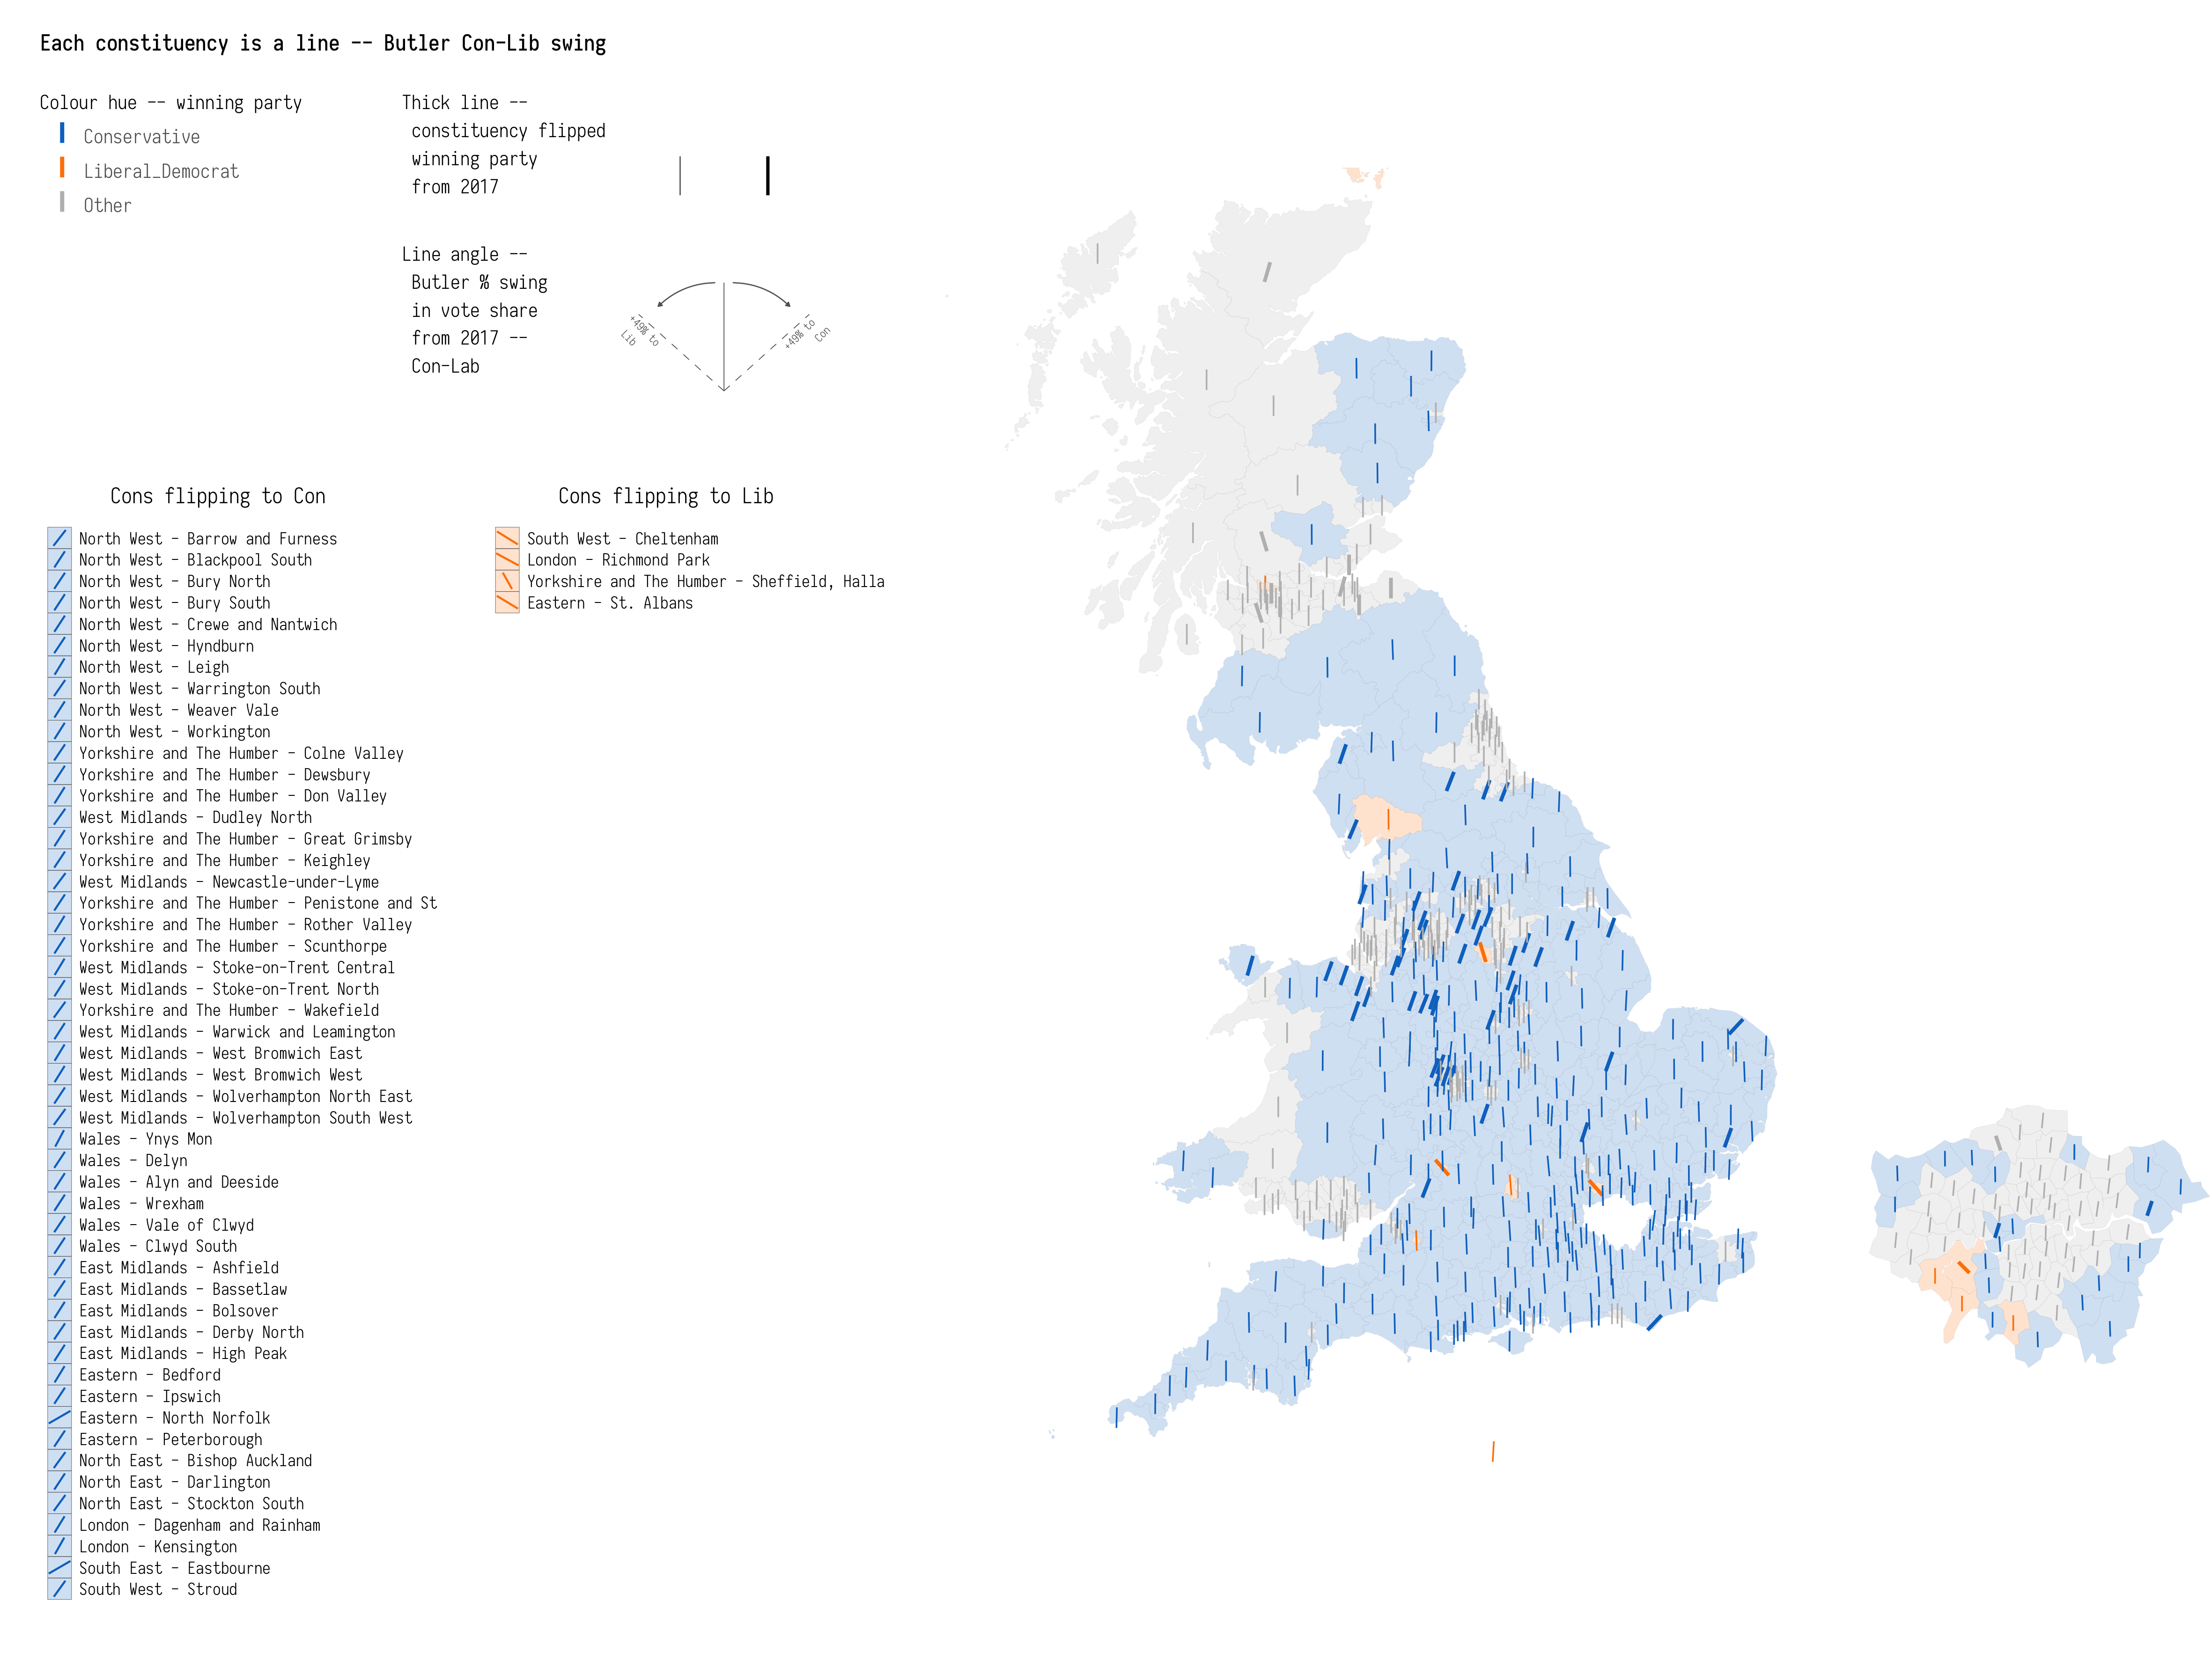 Each constituency is a line -- Butler Con-Lib swing
Colour hue -- winning party
Conservative
Liberal_Democrat
Other
Thick line --
constituency flipped
winning party
from 2017
Line angle --
Butler % swing
in vote share
from 2017 --
Con-Lab
+49% to
Lib
+49% to
Con
Cons flipping to Con
North West - Barrow and Furness
North West - Blackpool South
North West - Bury North
North West - Bury South
North West - Crewe and Nantwich
North West - Hyndburn
North West - Leigh
North West - Warrington South
North West - Weaver Vale
North West - Workington
Yorkshire and The Humber - Colne Valley
Yorkshire and The Humber - Dewsbury
Yorkshire and The Humber - Don Valley
West Midlands - Dudley North
Yorkshire and The Humber - Great Grimsby
Yorkshire and The Humber - Keighley
West Midlands - Newcastle-under-Lyme
Yorkshire and The Humber - Penistone and St
Yorkshire and The Humber - Rother Valley
Yorkshire and The Humber - Scunthorpe
West Midlands - Stoke-on-Trent Central
West Midlands - Stoke-on-Trent North
Yorkshire and The Humber - Wakefield
West Midlands - Warwick and Leamington
West Midlands - West Bromwich East
West Midlands - West Bromwich West
West Midlands - Wolverhampton North East
West Midlands - Wolverhampton South West
Wales - Ynys Mon
Wales - Delyn
Wales - Alyn and Deeside
Wales - Wrexham
Wales - Vale of Clwyd
Wales - Clwyd South
East Midlands - Ashfield
East Midlands - Bassetlaw
East Midlands - Bolsover
East Midlands - Derby North
East Midlands - High Peak
Eastern - Bedford
Eastern - Ipswich
Eastern - North Norfolk
Eastern - Peterborough
North East - Bishop Auckland
North East - Darlington
North East - Stockton South
London - Dagenham and Rainham
London - Kensington
South East - Eastbourne
South West - Stroud
Cons flipping to Lib
South West - Cheltenham
London - Richmond Park
Yorkshire and The Humber - Sheffield, Halla
Eastern - St. Albans